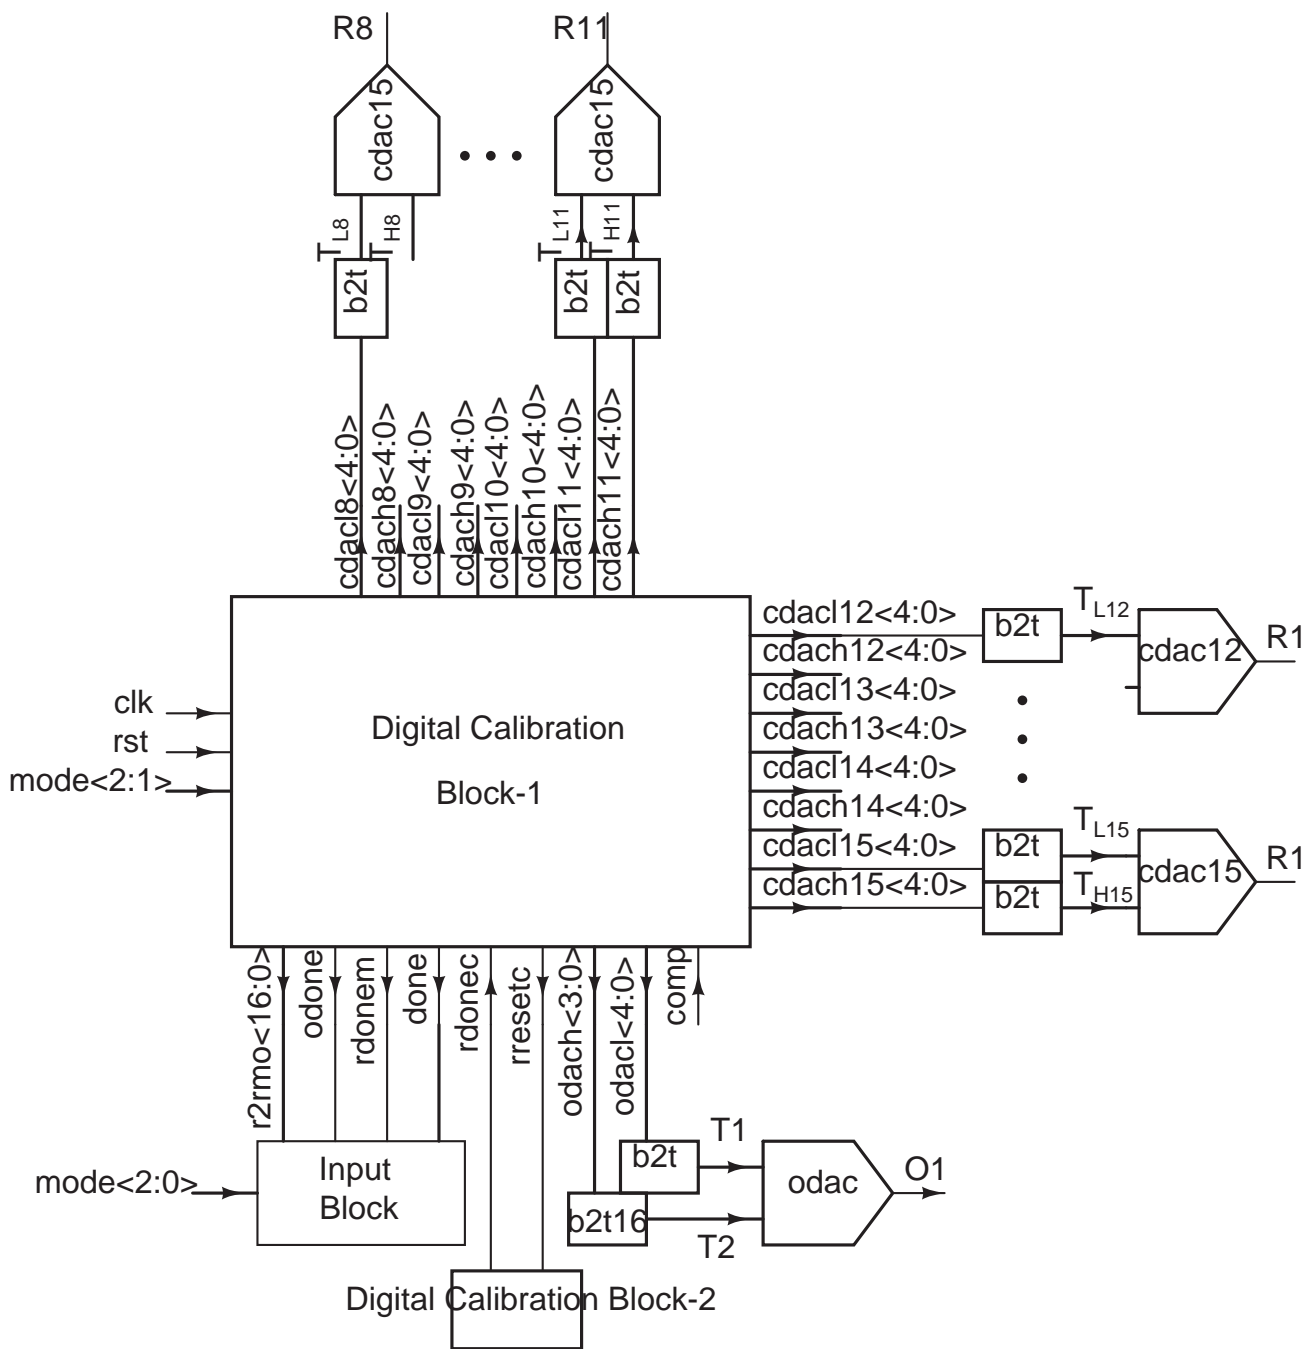 R8
R11
cdac15
cdac15
TL8
TH8
TL11
TH11
b2t
b2t
b2t
cdacl8<4:0>
cdach8<4:0>
cdacl9<4:0>
cdach9<4:0>
cdacl10<4:0>
cdach10<4:0>
cdacl11<4:0>
cdach11<4:0>
cdacl12<4:0>
b2t
TL12
cdac12
R1
cdach12<4:0>
cdacl13<4:0>
cdach13<4:0>
cdacl14<4:0>
cdach14<4:0>
cdacl15<4:0>
b2t
TL15
cdac15
R1
cdach15<4:0>
b2t
TH15
clk
rst
mode<2:1>
Digital Calibration
Block-1
r2rmo<16:0>
odone
rdonem
done
rdonec
rresetc
odach<3:0>
odacl<4:0>
comp
mode<2:0>
Input
Block
b2t
T1
b2t16
T2
odac
O1
Digital Calibration Block-2